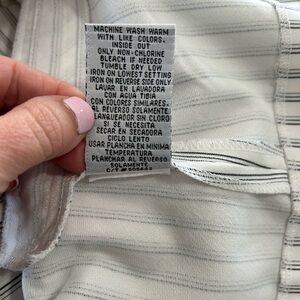 MACHINE WASH WARM
WITH LIKE COLORS.
INSIDE OUT
ONLY NON-CHLORINE
BLEACH IF NEEDED
TUMBLE DRY LOW
IRON ON LOWEST SETTING
IRON ON REVERSE SIDE ONLY
LAVAR EN LAVADORA
CON AGUA TIBIA
CON COLORES SIMILARES.
AL REVERSO SOLAMENTE.
BLANQUEADOR SIN CLORO
SI SE NECESITA
SECAR EN SECADORA
CICLO LENTO
USAR PLANCHA EN MINIMA
TEMPERATURA
PLANCHAR AL REVERSO
SOLAMENTE.